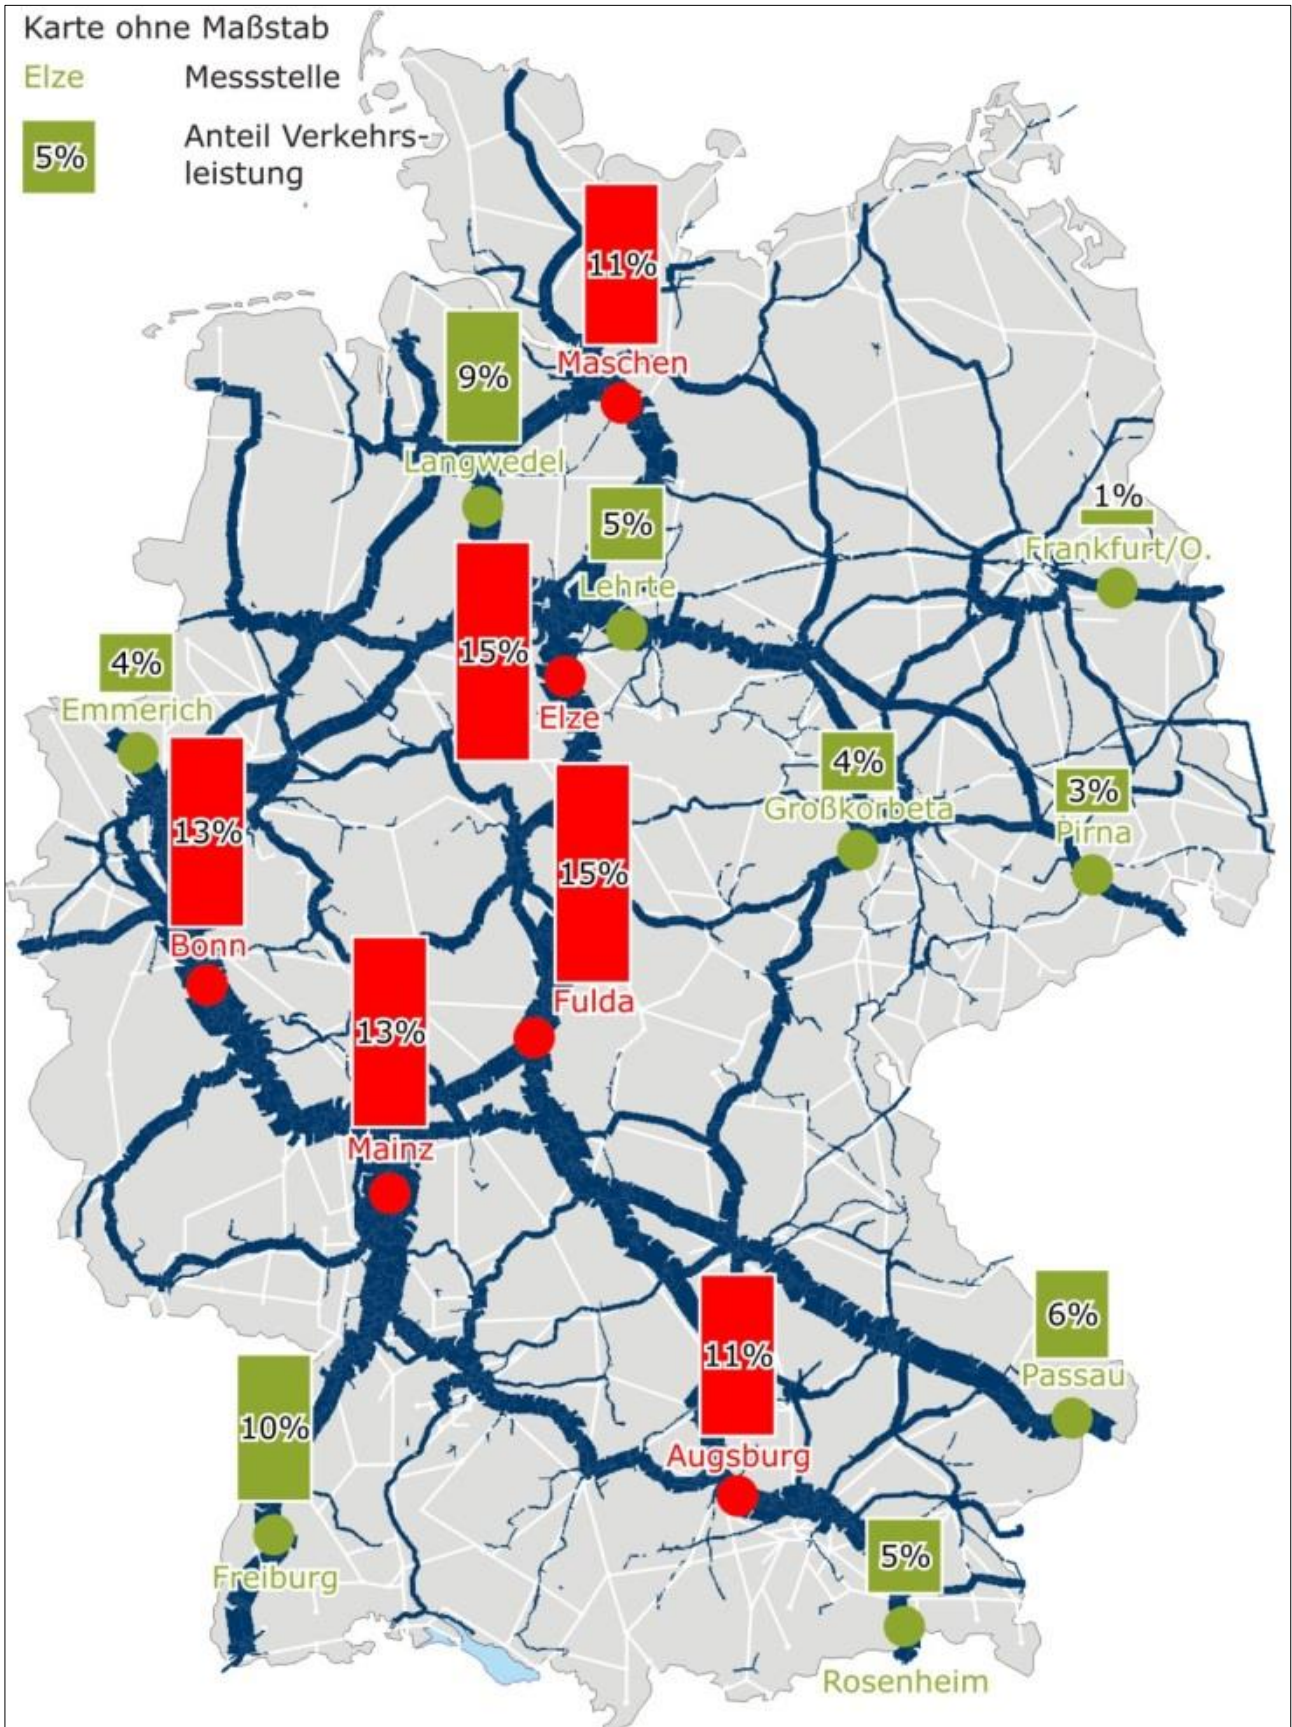 Karte ohne Maßstab
Elze Messstelle
5% Anteil Verkehrs-
leistung
11%
Maschen
9%
Langwedel
5%
Lehrte
1%
Frankfurt/O.
15%
Elze
4%
Emmerich
13%
Bonn
15%
Fulda
4%
Großkorbeta
3%
Pirna
13%
Mainz
11%
Augsburg
6%
Passau
10%
Freiburg
5%
Rosenheim